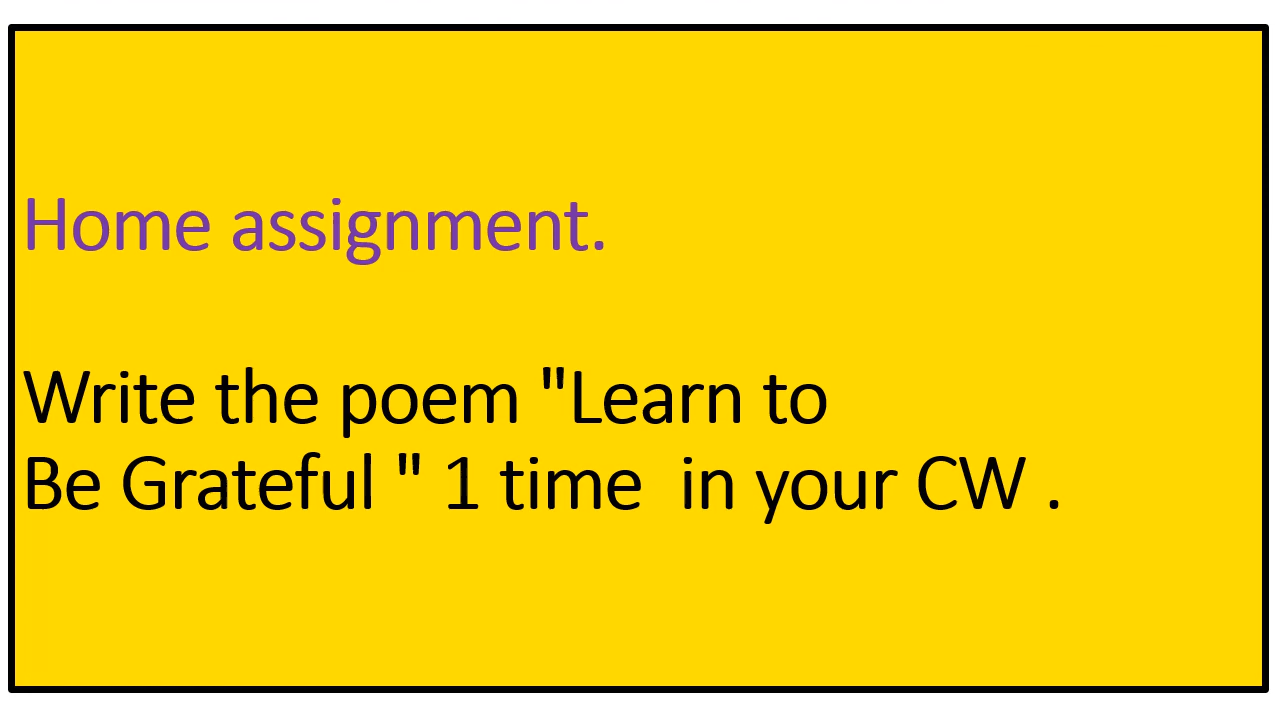 Home assignment.
Write the poem "Learn to
Be Grateful " 1 time  in your CW .